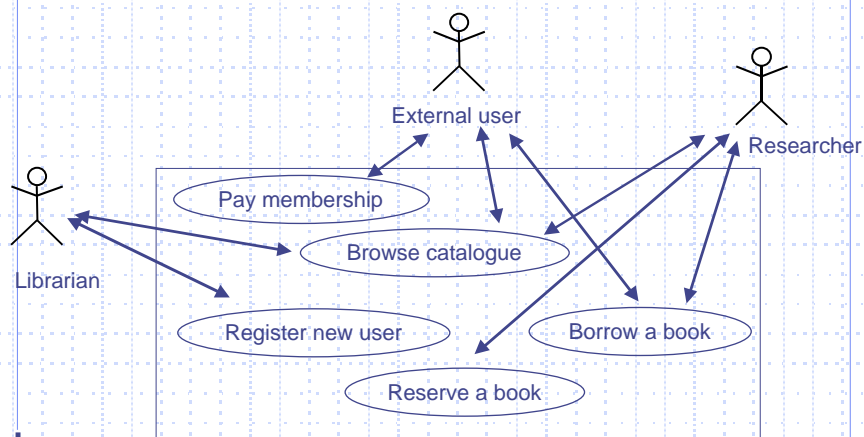 External user
Researcher
Pay membership
Browse catalogue
Librarian
Register new user
Borrow a book
Reserve a book